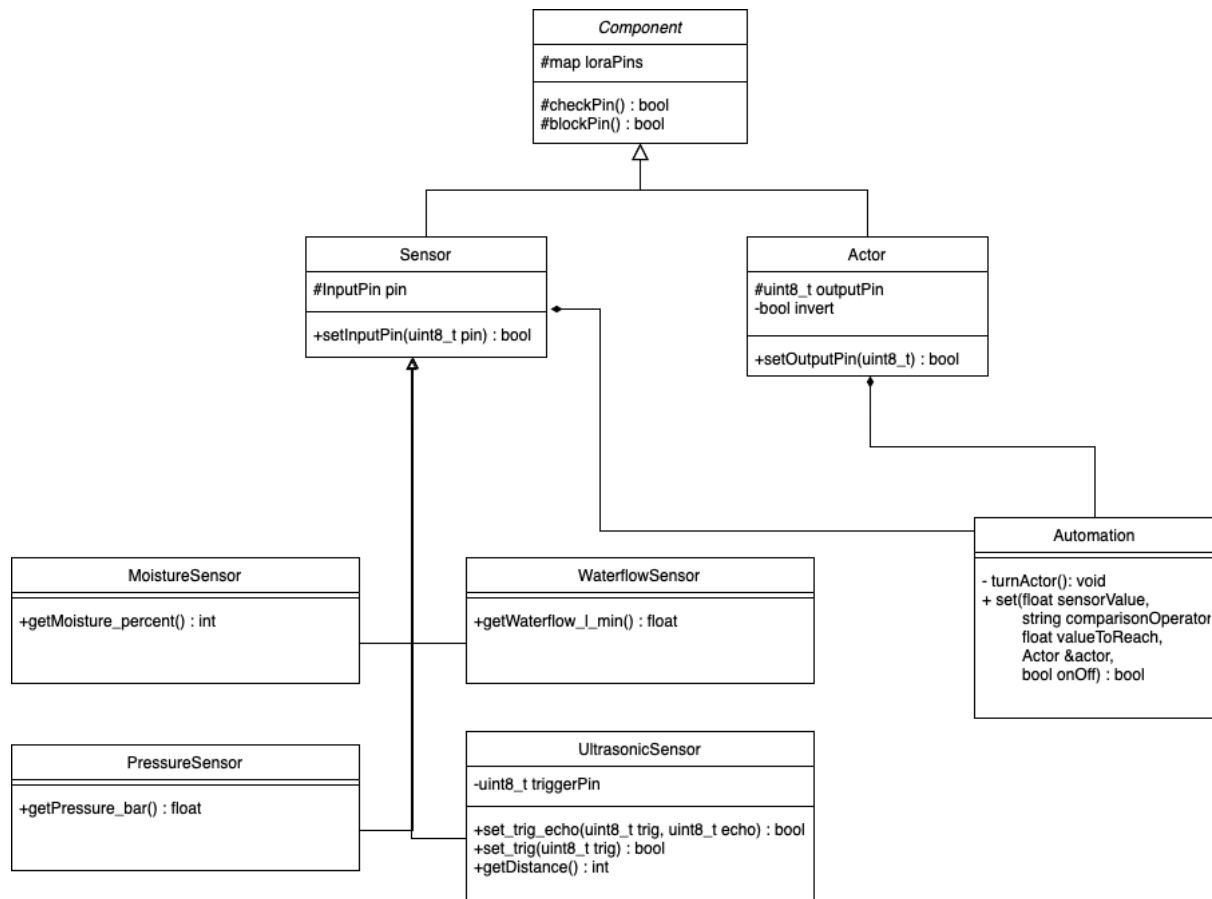 Component
#map loraPins
#checkPin() : bool
#blockPin() : bool
Sensor
#InputPin pin
+setInputPin(uint8_t pin) : bool
Actor
#uint8_t outputPin
-bool invert
+setOutputPin(uint8_t) : bool
Automation
- turnActor(): void
+ set(float sensorValue,
string comparisonOperator
float valueToReach,
Actor &actor,
bool onOff) : bool
MoistureSensor
+getMoisture_percent() : int
WaterflowSensor
+getWaterflow_l_min() : float
PressureSensor
+getPressure_bar() : float
UltrasonicSensor
-uint8_t triggerPin
+set_trig_echo(uint8_t trig, uint8_t echo) : bool
+set_trig(uint8_t trig) : bool
+getDistance() : int